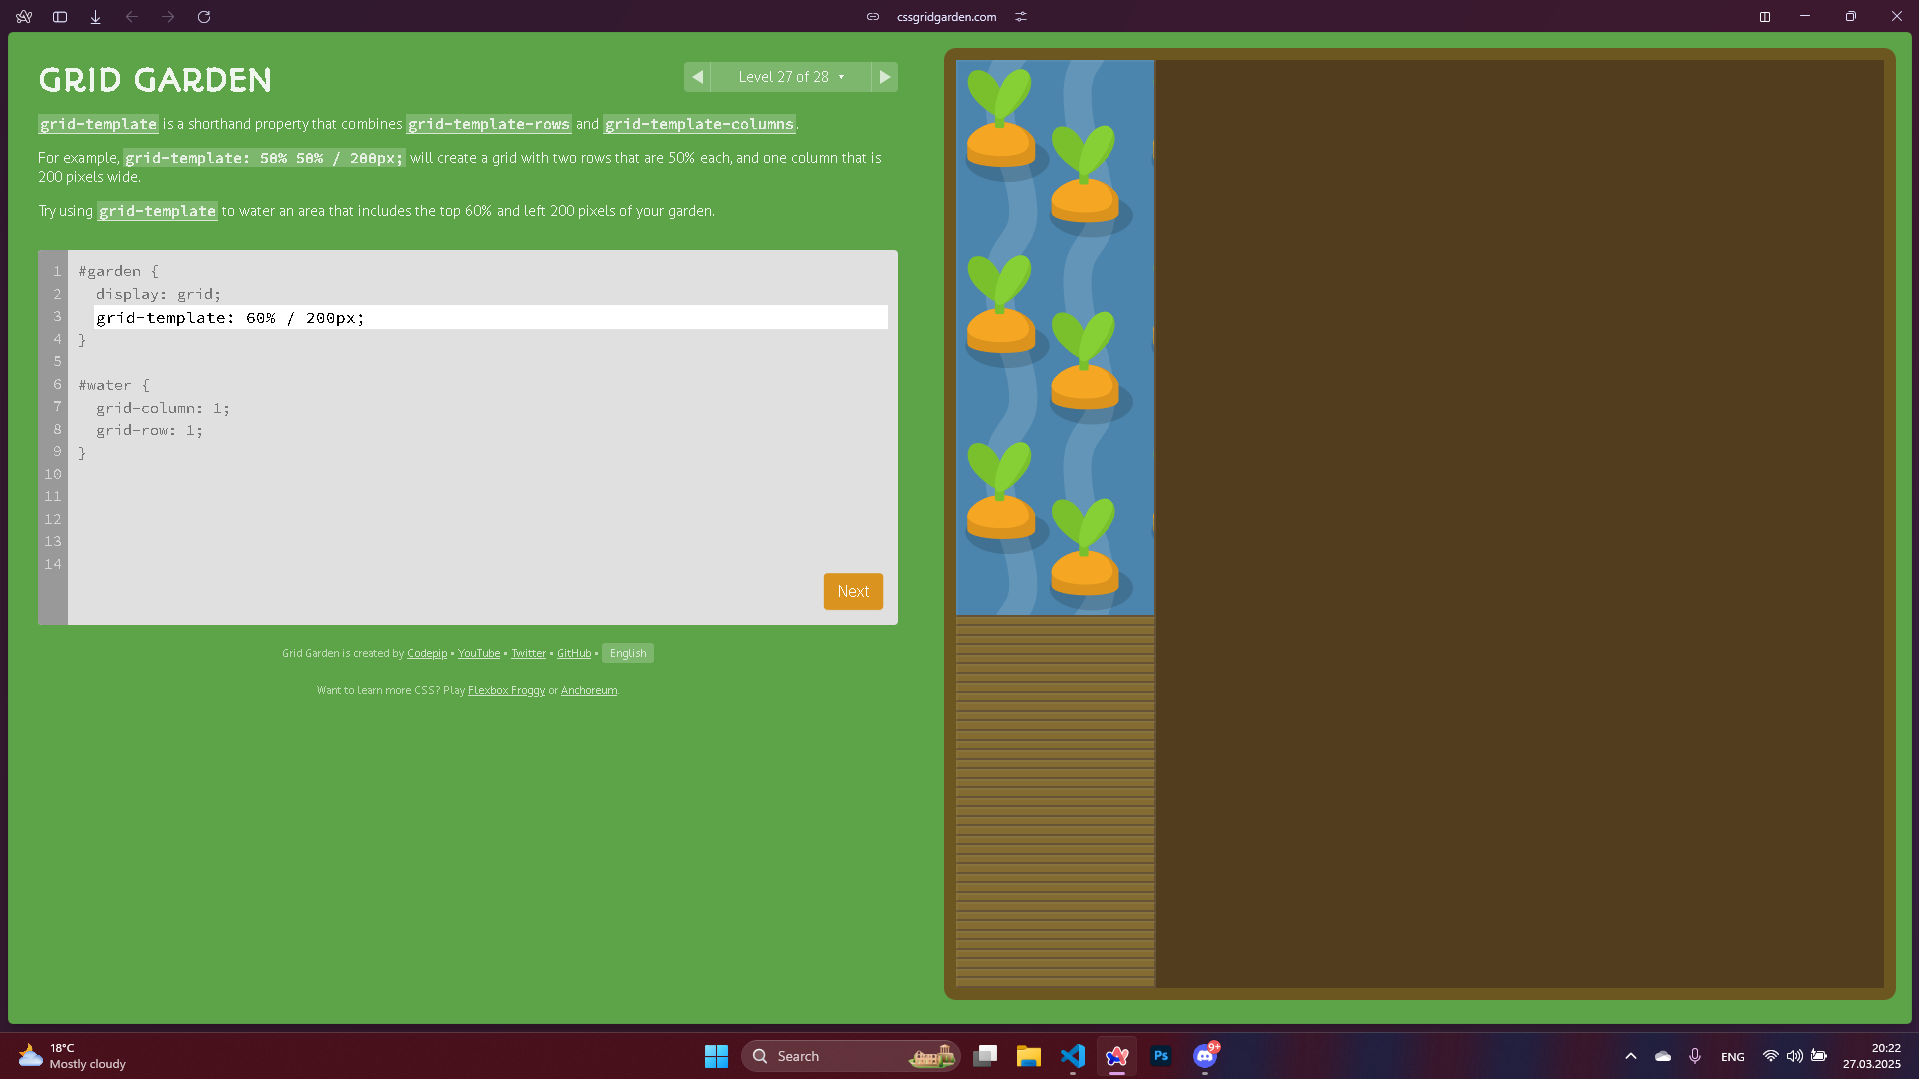 cssgridgarden.com
GRID GARDEN
Level 27 of 28
grid-template is a shorthand property that combines grid-template-rows and grid-template-columns.
For example, grid-template: 50% 50% / 200px; will create a grid with two rows that are 50% each, and one column that is
200 pixels wide.
Try using grid-template to water an area that includes the top 60% and left 200 pixels of your garden.
1 #garden {
2 display: grid;
3 grid-template: 60% / 200px;
4 }
5
6 #water {
7 grid-column: 1;
8 grid-row: 1;
9 }
10
11
12
13
14
Next
Grid Garden is created by Codepip • YouTube • Twitter • GitHub • English
Want to learn more CSS? Play Flexbox Froggy or Anchoreum.
18°C
Mostly cloudy
Search
Ps
9+
ENG
20:22
27.03.2025